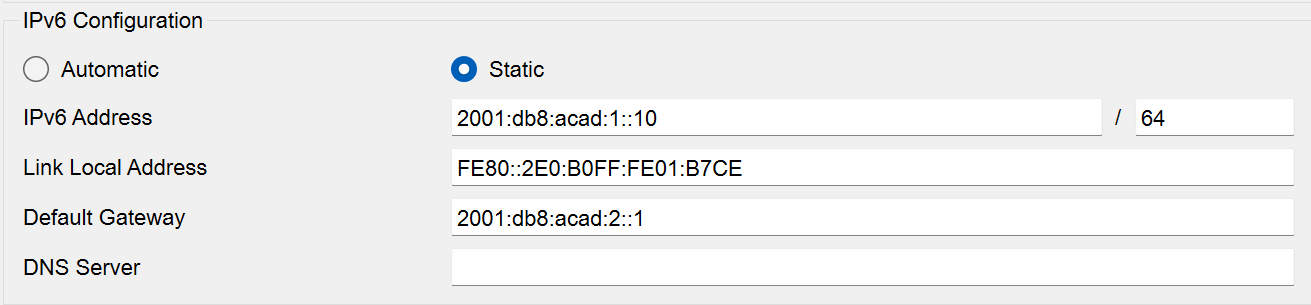 IPv6 Configuration
Automatic Static
IPv6 Address 2001:db8:acad:1::10 / 64
Link Local Address FE80::2E0:B0FF:FE01:B7CE
Default Gateway 2001:db8:acad:2::1
DNS Server